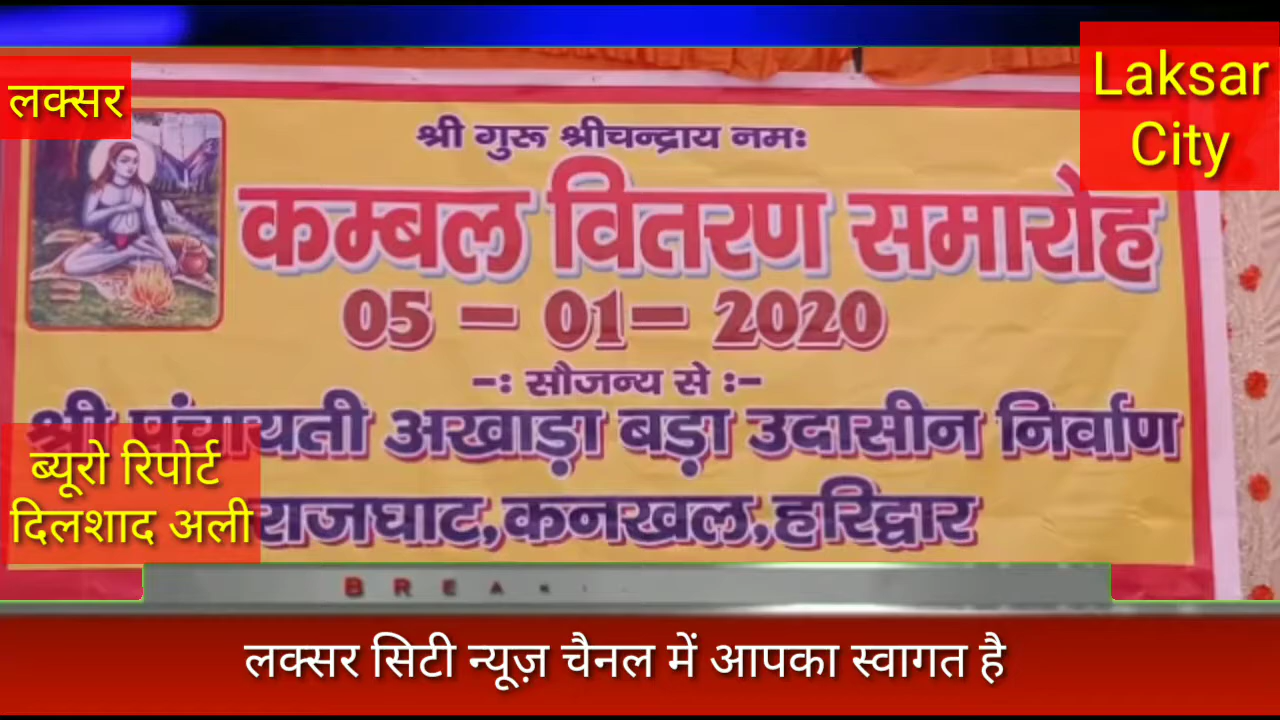 लक्सर
Laksar
City
श्री गुरू श्रीचन्द्राय नमः
कम्बल वितरण समारोह
05 - 01 - 2020
-: सौजन्य से :-
श्री पंचायती अखाड़ा बड़ा उदासीन निर्वाण
राजघाट,कनखल,हरिद्वार
ब्यूरो रिपोर्ट
दिलशाद अली
B R E A K
लक्सर सिटी न्यूज़ चैनल में आपका स्वागत है